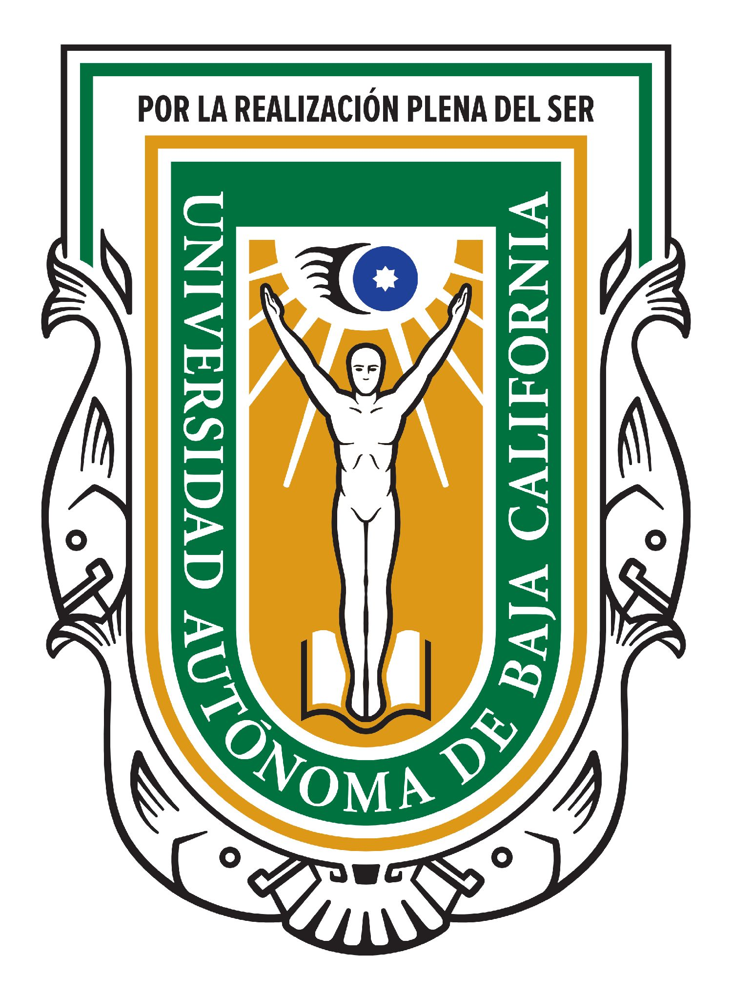 POR LA REALIZACIÓN PLENA DEL SER
UNIVERSIDAD AUTÓNOMA DE BAJA CALIFORNIA